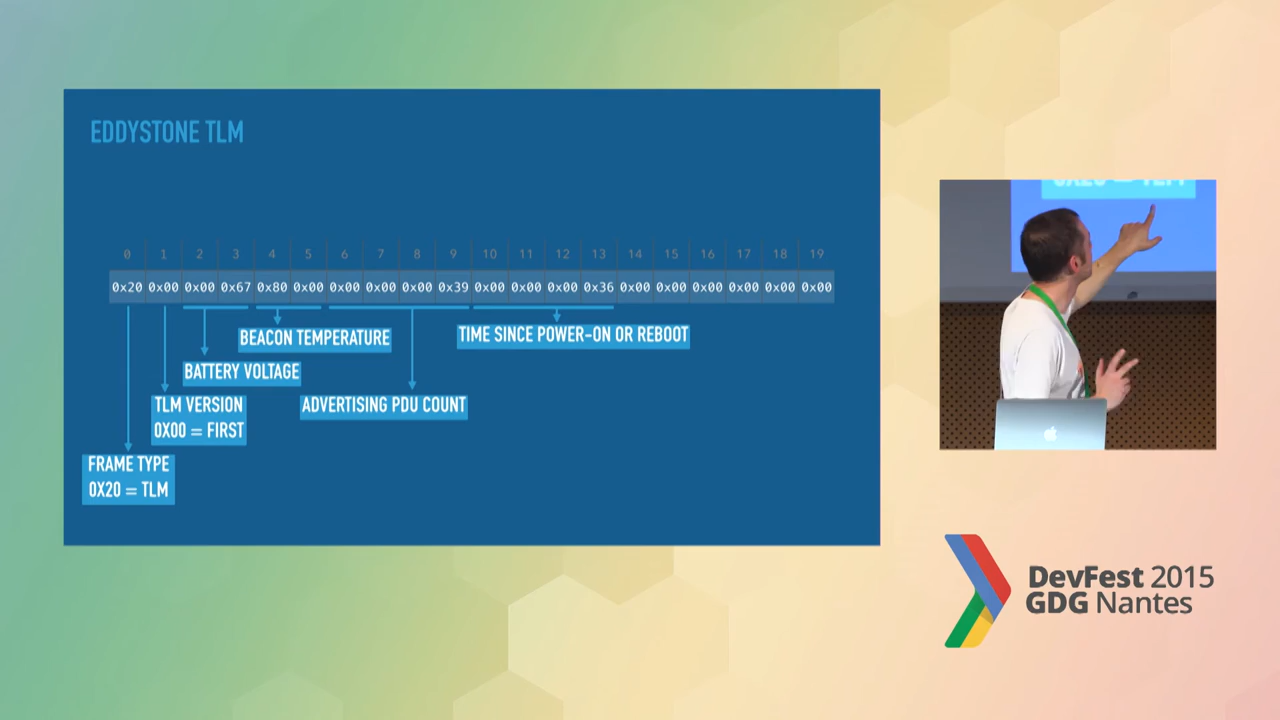 EDDYSTONE TLM
0 1 2 3 4 5 6 7 8 9 10 11 12 13 14 15 16 17 18 19
0x20 0x00 0x00 0x67 0x80 0x00 0x00 0x00 0x00 0x39 0x00 0x00 0x00 0x36 0x00 0x00 0x00 0x00 0x00 0x00
BEACON TEMPERATURE
TIME SINCE POWER-ON OR REBOOT
BATTERY VOLTAGE
TLM VERSION
0X00 = FIRST
ADVERTISING PDU COUNT
FRAME TYPE
0X20 = TLM
0X20 = TLM
DevFest 2015
GDG Nantes